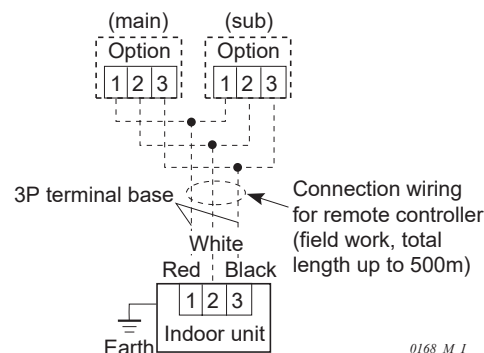 (main) (sub)
Option Option
1 2 3 1 2 3
3P terminal base
Connection wiring
for remote controller
(field work, total
length up to 500m)
White
Red Black
1 2 3
Indoor unit
Earth
0168_M_I